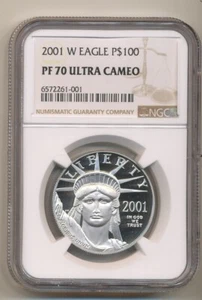 2001 W EAGLE P$100
PF 70 ULTRA CAMEO
6572261-001
NUMISMATIC GUARANTY COMPANY
NGC
LIBERTY
2001
IN GOD
WE
TRUST